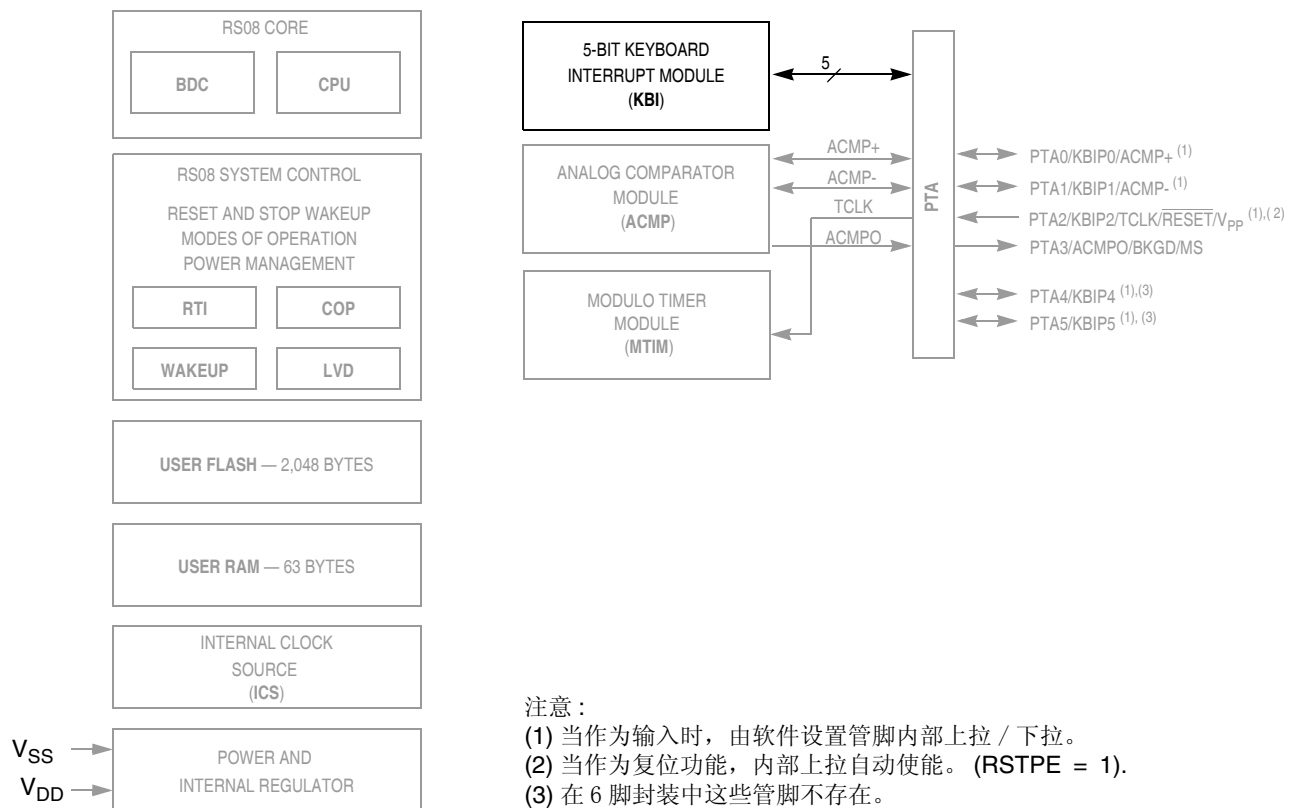 RS08 CORE
BDC
CPU
RS08 SYSTEM CONTROL
RESET AND STOP WAKEUP
MODES OF OPERATION
POWER MANAGEMENT
RTI
COP
WAKEUP
LVD
USER FLASH — 2,048 BYTES
USER RAM — 63 BYTES
INTERNAL CLOCK
SOURCE
(ICS)
VSS
VDD
POWER AND
INTERNAL REGULATOR
5-BIT KEYBOARD
INTERRUPT MODULE
(KBI)
5
ANALOG COMPARATOR
MODULE
(ACMP)
ACMP+
ACMP-
TCLK
ACMPO
MODULO TIMER
MODULE
(MTIM)
PTA
PTA0/KBIP0/ACMP+ (1)
PTA1/KBIP1/ACMP- (1)
PTA2/KBIP2/TCLK/RESET/VPP (1),( 2)
PTA3/ACMPO/BKGD/MS
PTA4/KBIP4 (1),(3)
PTA5/KBIP5 (1), (3)
注意 :
(1) 当作为输入时，由软件设置管脚内部上拉 / 下拉。
(2) 当作为复位功能，内部上拉自动使能。 (RSTPE = 1).
(3) 在 6 脚封装中这些管脚不存在。